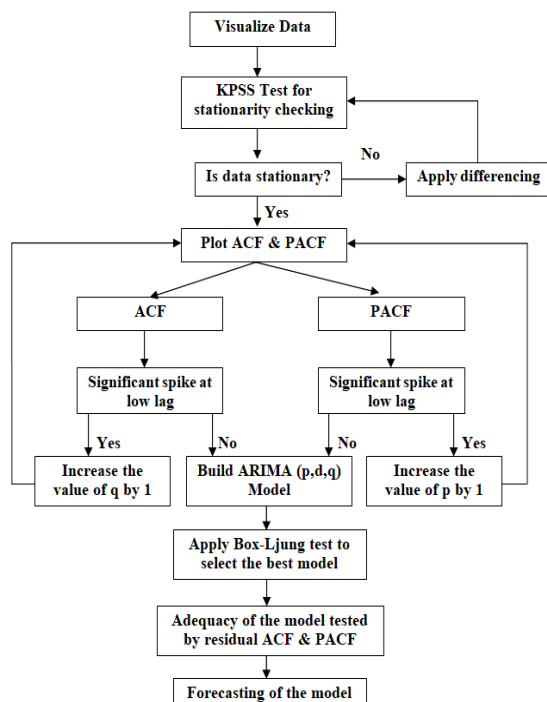 Visualize Data
KPSS Test for
stationarity checking
No
Is data stationary?
Apply differencing
Yes
Plot ACF & PACF
ACF
PACF
Significant spike at
low lag
Significant spike at
low lag
Yes
No
No
Yes
Increase the
value of q by 1
Build ARIMA (p,d,q)
Model
Increase the
value of p by 1
Apply Box-Ljung test to
select the best model
Adequacy of the model tested
by residual ACF & PACF
Forecasting of the model